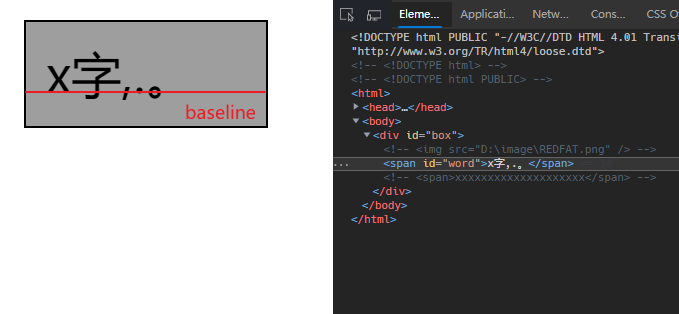 x字,.。
baseline
Eleme...
Applicati...
Netw...
Cons...
CSS O
<!DOCTYPE html PUBLIC "-//W3C//DTD HTML 4.01 Transi
"http://www.w3.org/TR/html4/loose.dtd">
<!-- <!DOCTYPE html> -->
<!-- <!DOCTYPE html PUBLIC> -->
<html>
<head>…</head>
<body>
<div id="box">
<!-- <img src="D:\image\REDFAT.png" /> -->
... <span id="word">x字,.。</span>
<!-- <span>xxxxxxxxxxxxxxxxxxxx</span> -->
</div>
</body>
</html>